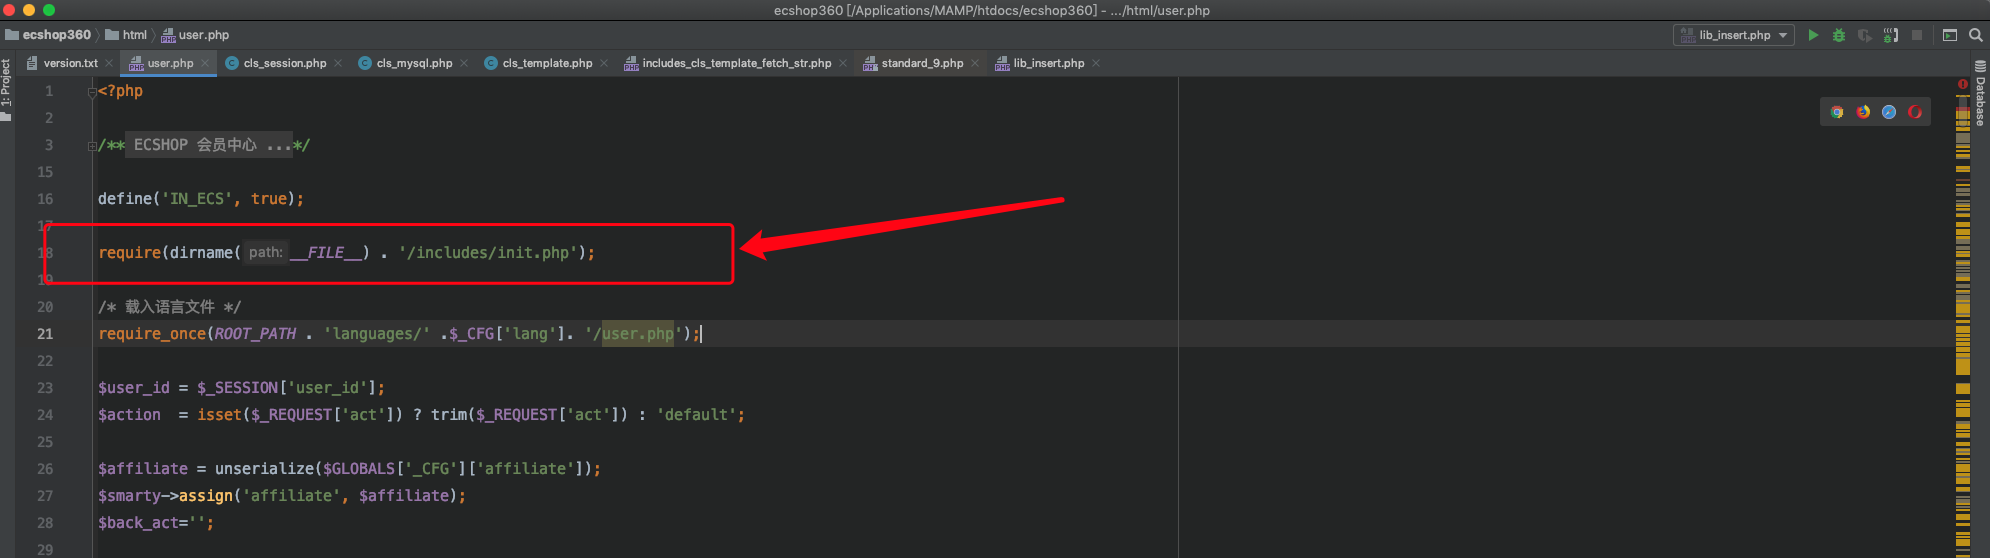 ecshop360 [/Applications/MAMP/htdocs/ecshop360] - .../html/user.php
ecshop360 html user.php lib_insert.php
version.txt user.php cls_session.php cls_mysql.php cls_template.php includes_cls_template_fetch_str.php standard_9.php lib_insert.php
1: Project
Database
1 <?php
2
3 /** ECSHOP 会员中心 ...*/
15
16 define('IN_ECS', true);
17
18 require(dirname( path: __FILE__) . '/includes/init.php');
19
20 /* 载入语言文件 */
21 require_once(ROOT_PATH . 'languages/' .$_CFG['lang']. '/user.php');
22
23 $user_id = $_SESSION['user_id'];
24 $action  = isset($_REQUEST['act']) ? trim($_REQUEST['act']) : 'default';
25
26 $affiliate = unserialize($GLOBALS['_CFG']['affiliate']);
27 $smarty->assign('affiliate', $affiliate);
28 $back_act='';
29